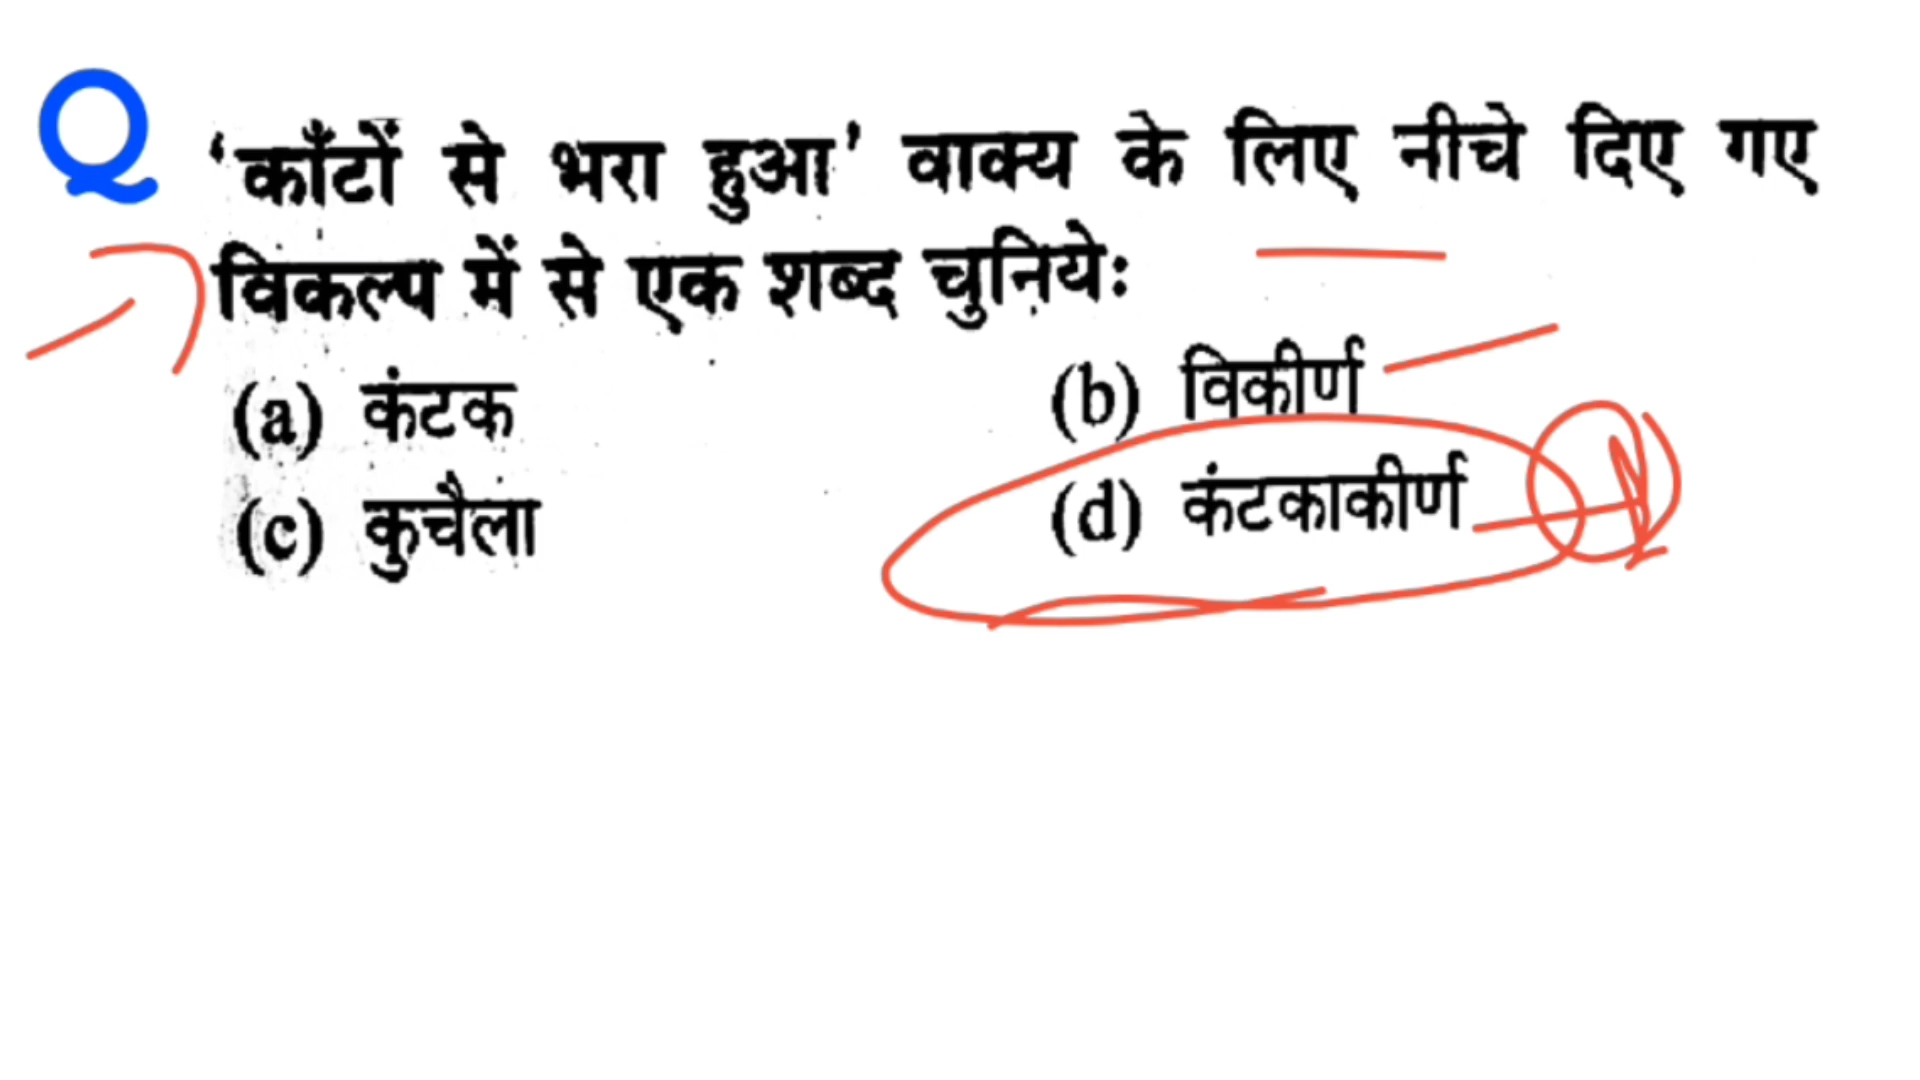 Q 'काँटों से भरा हुआ' वाक्य के लिए नीचे दिए गए
विकल्प में से एक शब्द चुनिये:
(a) कंटक (b) विकीर्ण
(c) कुचैला (d) कंटकाकीर्ण